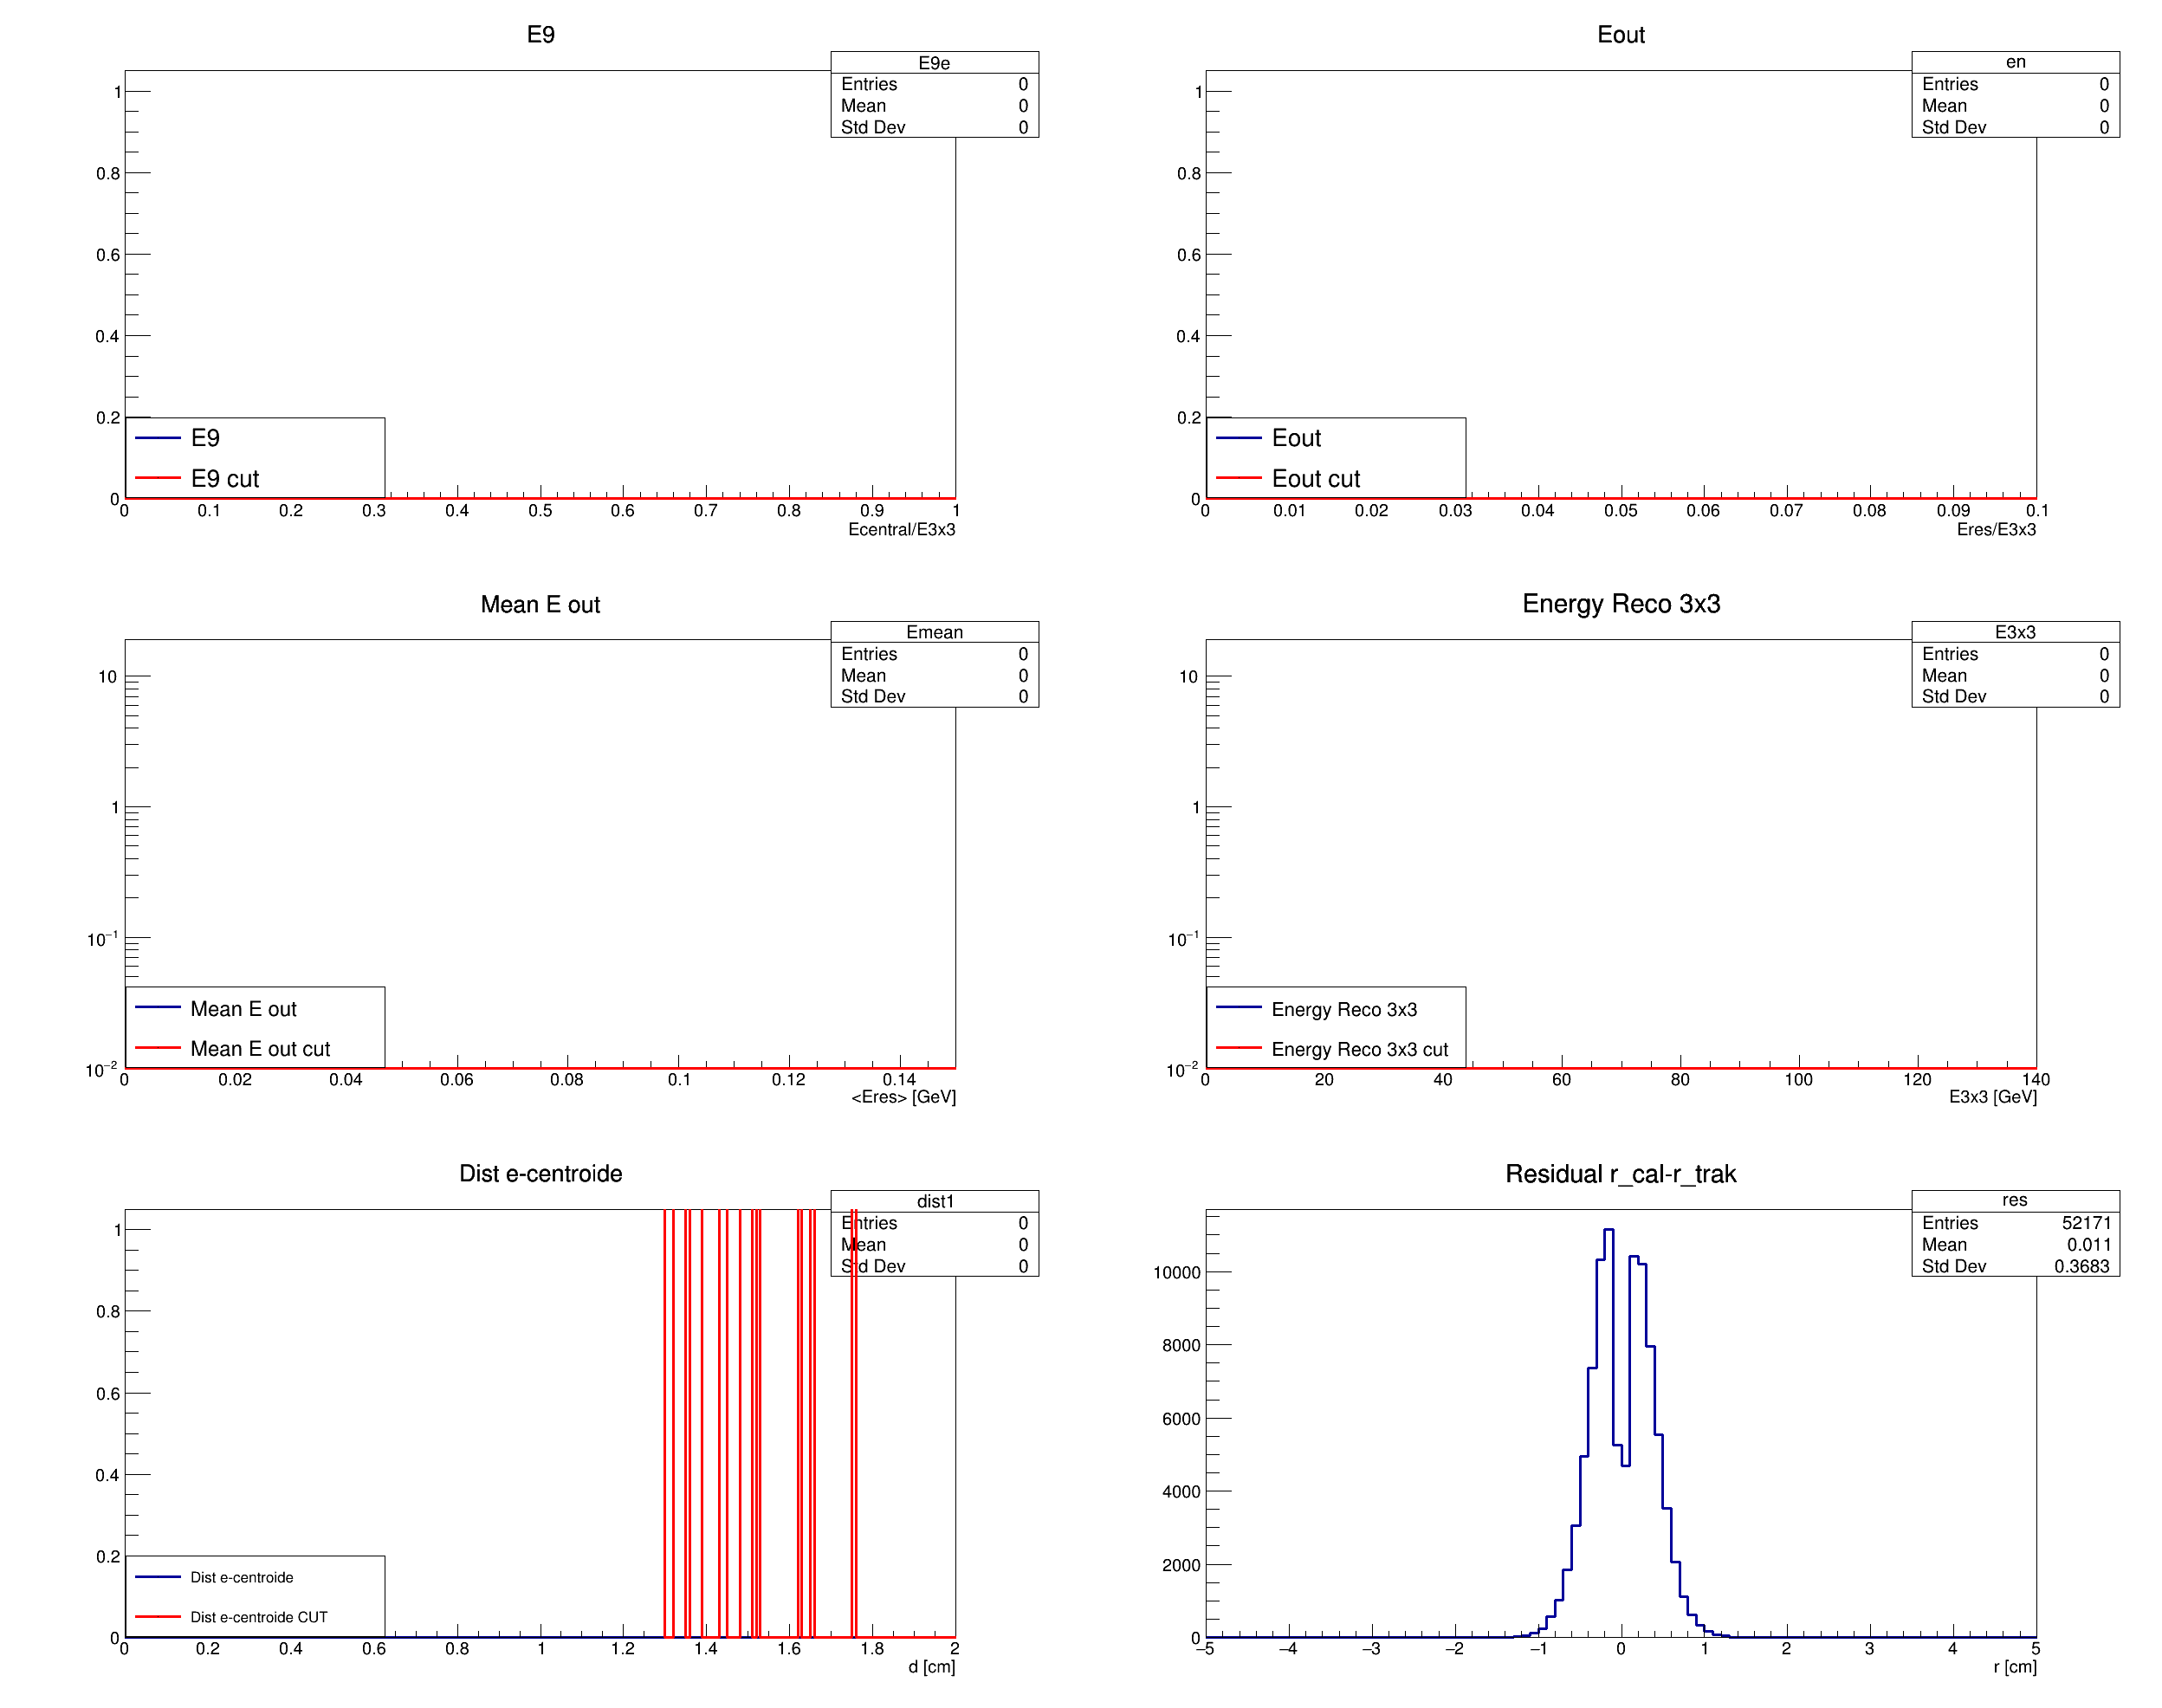 E9
E9e
Entries 0
Mean 0
Std Dev 0
1
0.8
0.6
0.4
0.2
0
E9
E9 cut
0 0.1 0.2 0.3 0.4 0.5 0.6 0.7 0.8 0.9 1
Ecentral/E3x3
Eout
en
Entries 0
Mean 0
Std Dev 0
1
0.8
0.6
0.4
0.2
0
Eout
Eout cut
0 0.01 0.02 0.03 0.04 0.05 0.06 0.07 0.08 0.09 0.1
Eres/E3x3
Mean E out
Emean
Entries 0
Mean 0
Std Dev 0
10
1
10⁻¹
10⁻²
Mean E out
Mean E out cut
0 0.02 0.04 0.06 0.08 0.1 0.12 0.14
<Eres> [GeV]
Energy Reco 3x3
E3x3
Entries 0
Mean 0
Std Dev 0
10
1
10⁻¹
10⁻²
Energy Reco 3x3
Energy Reco 3x3 cut
0 20 40 60 80 100 120 140
E3x3 [GeV]
Dist e-centroide
dist1
Entries 0
Mean 0
Std Dev 0
1
0.8
0.6
0.4
0.2
0
Dist e-centroide
Dist e-centroide CUT
0 0.2 0.4 0.6 0.8 1 1.2 1.4 1.6 1.8 2
d [cm]
Residual r_cal-r_trak
res
Entries 52171
Mean 0.011
Std Dev 0.3683
10000
8000
6000
4000
2000
0
−5 −4 −3 −2 −1 0 1 2 3 4 5
r [cm]